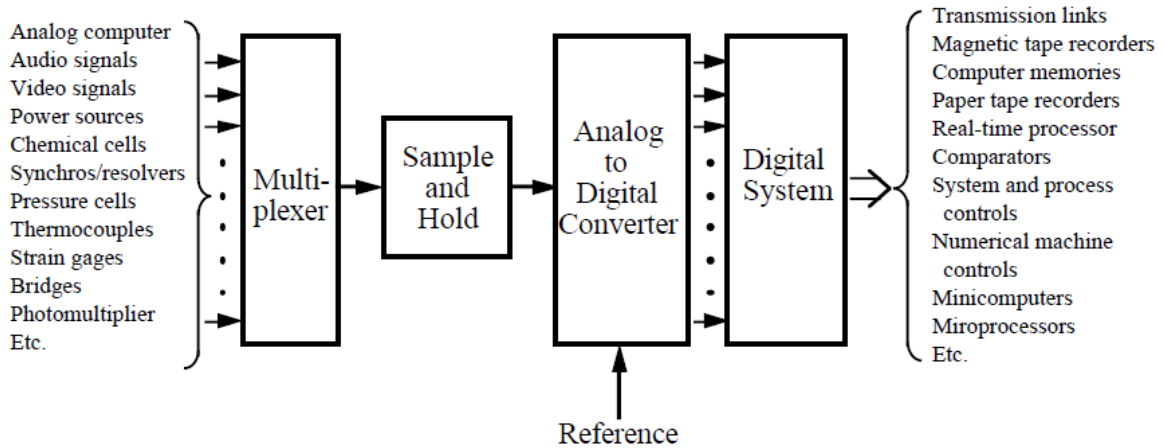 Analog computer
Audio signals
Video signals
Power sources
Chemical cells
Synchros/resolvers
Pressure cells
Thermocouples
Strain gages
Bridges
Photomultiplier
Etc.
Multi-
plexer
Sample
and
Hold
Analog
to
Digital
Converter
Reference
Digital
System
Transmission links
Magnetic tape recorders
Computer memories
Paper tape recorders
Real-time processor
Comparators
System and process
controls
Numerical machine
controls
Minicomputers
Miroprocessors
Etc.